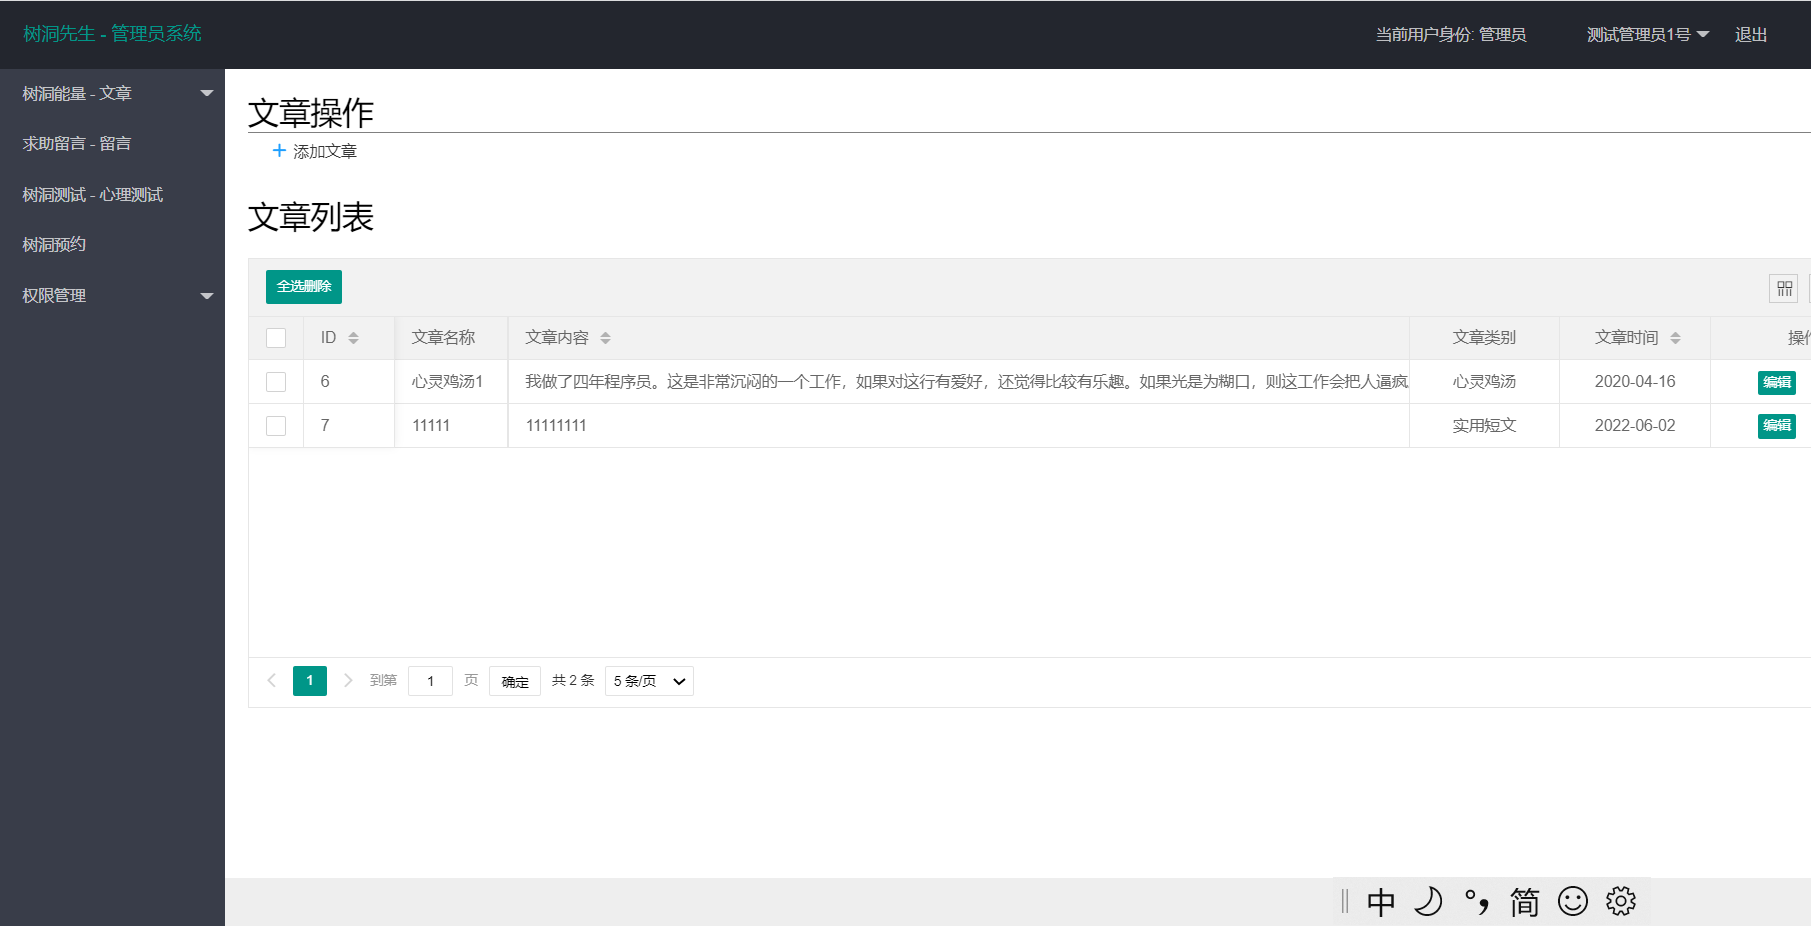 树洞先生 - 管理员系统
当前用户身份: 管理员
测试管理员1号
退出
树洞能量 - 文章
求助留言 - 留言
树洞测试 - 心理测试
树洞预约
权限管理
文章操作
添加文章
文章列表
全选删除
ID 文章名称 文章内容 文章类别 文章时间 操作
6 心灵鸡汤1 我做了四年程序员。这是非常沉闷的一个工作，如果对这行有爱好，还觉得比较有乐趣。如果光是为糊口，则这工作会把人逼疯 心灵鸡汤 2020-04-16 编辑
7 11111 11111111 实用短文 2022-06-02 编辑
1 到第 1 页 确定 共 2 条 5 条/页
中 °, 简